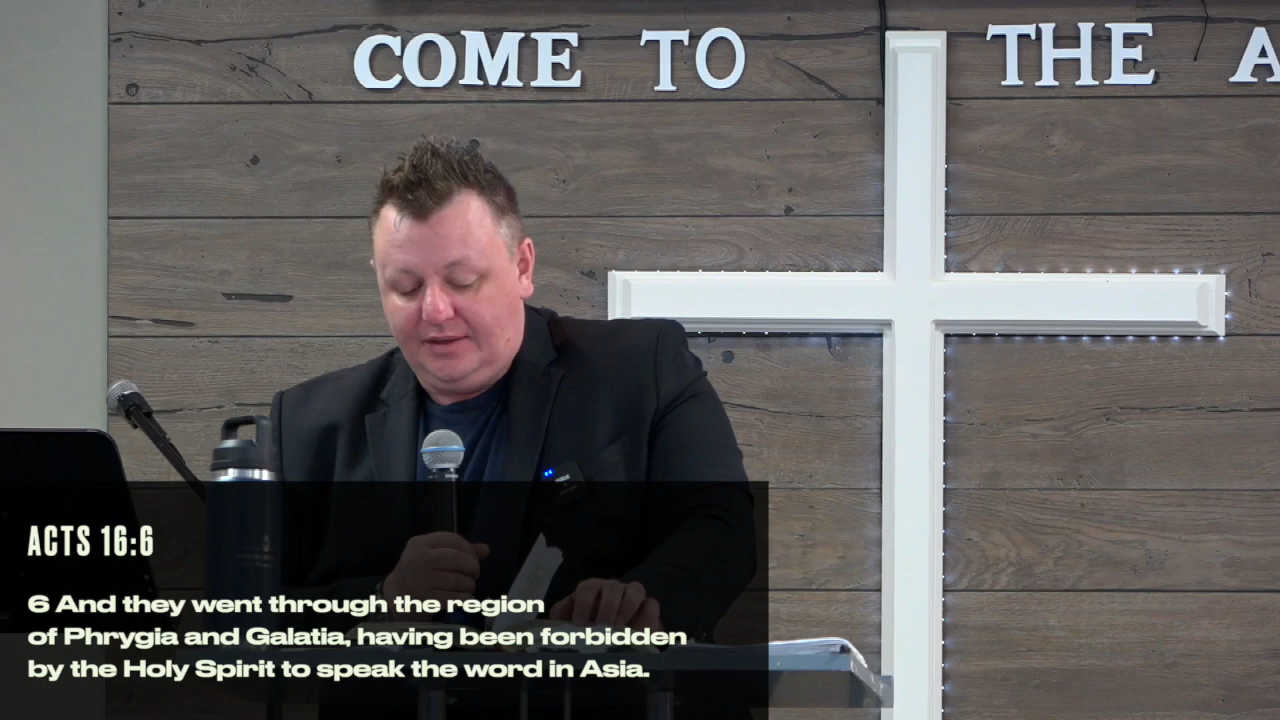 COME TO THE A
ACTS 16:6
6 And they went through the region
of Phrygia and Galatia, having been forbidden
by the Holy Spirit to speak the word in Asia.